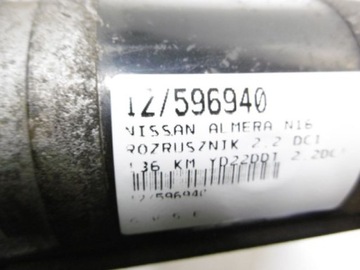 12/596940
NISSAN ALMERA N16
ROZRUSZNIK 2.2 DCI
136 KM YD22DDT 2.2DCI
12/596940